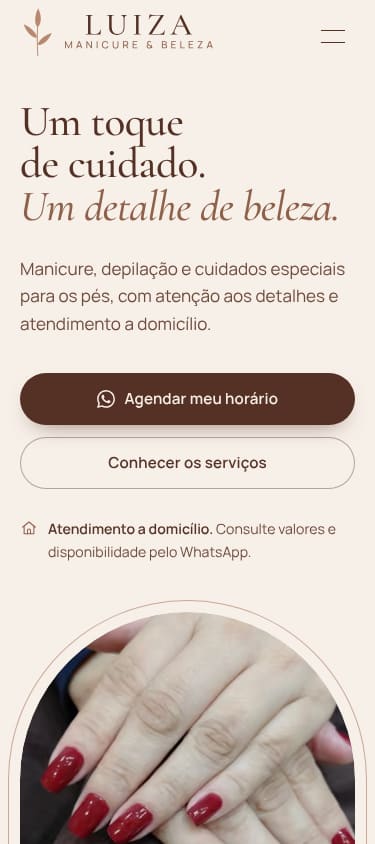 LUIZA
MANICURE & BELEZA
Um toque
de cuidado.
Um detalhe de beleza.
Manicure, depilação e cuidados especiais
para os pés, com atenção aos detalhes e
atendimento a domicílio.
Agendar meu horário
Conhecer os serviços
Atendimento a domicílio. Consulte valores e
disponibilidade pelo WhatsApp.